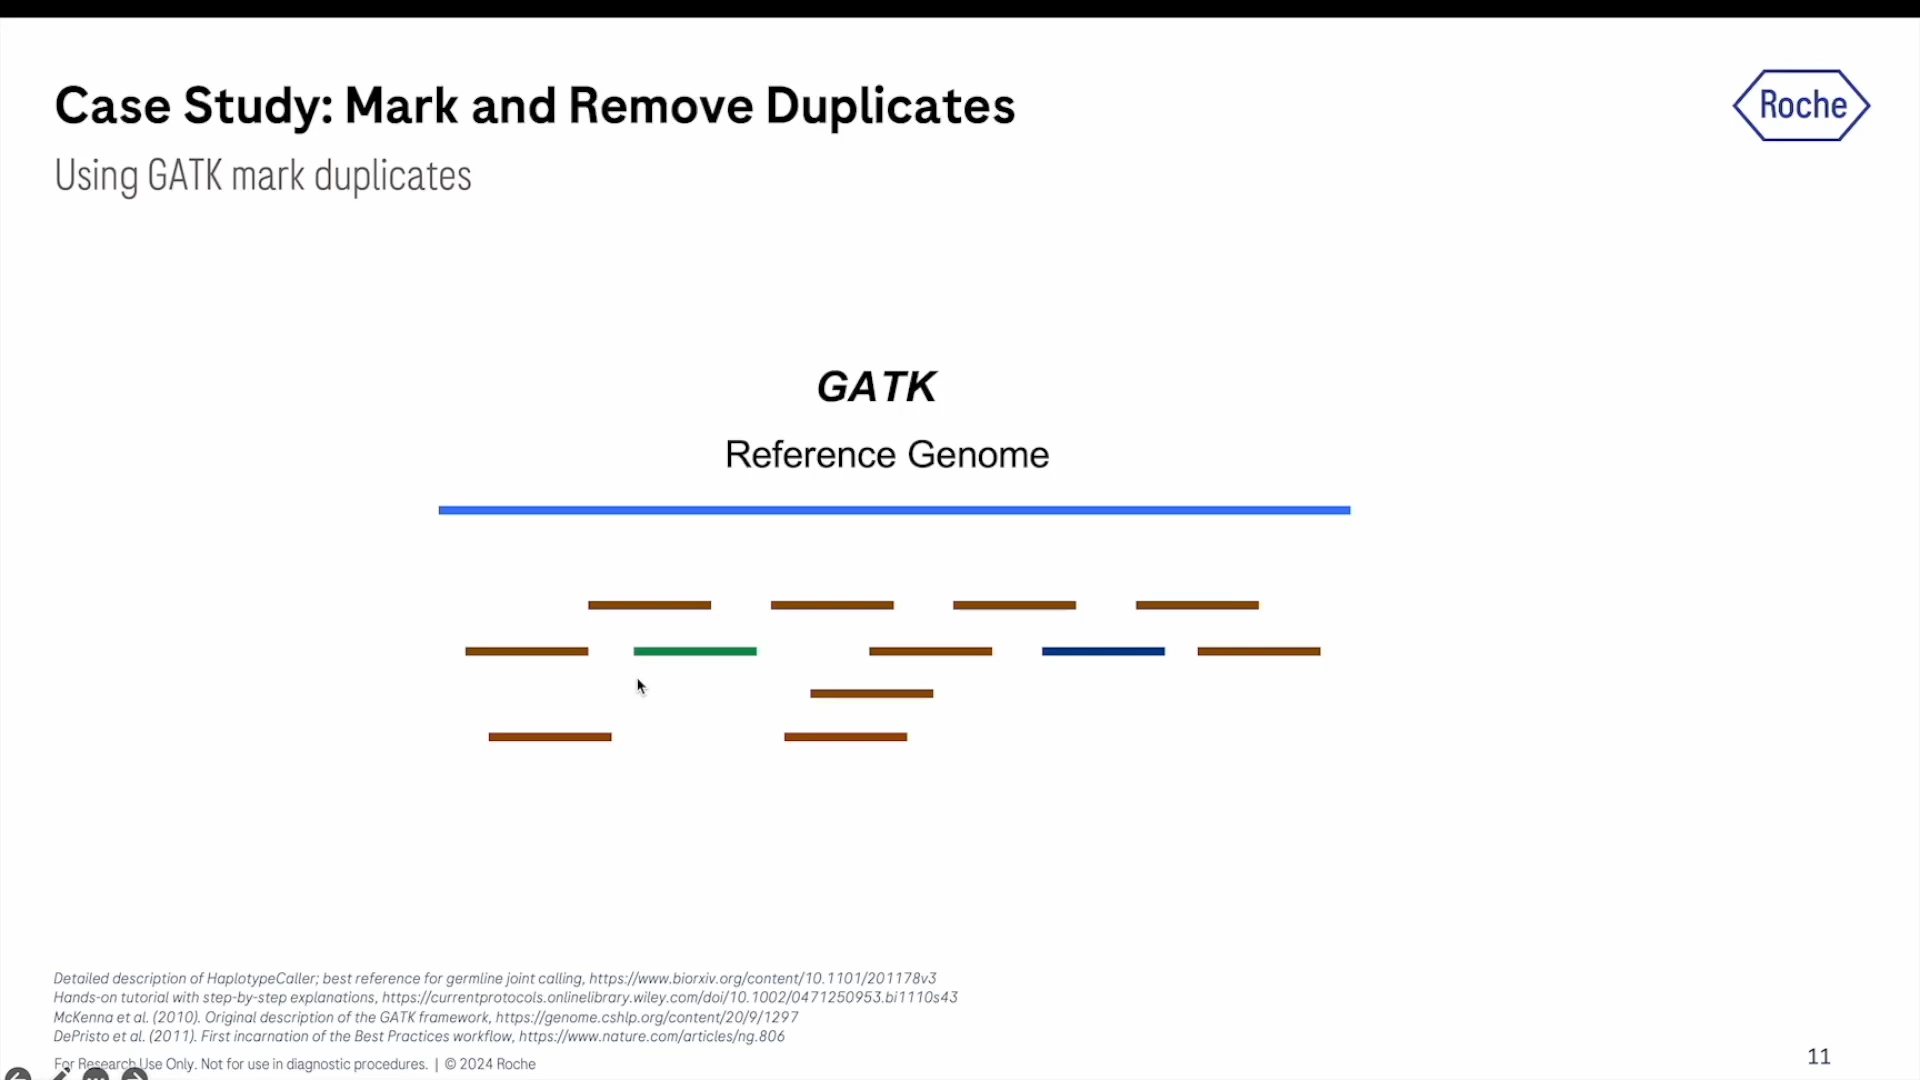 Case Study: Mark and Remove Duplicates
Roche
Using GATK mark duplicates
GATK
Reference Genome
Detailed description of HaplotypeCaller; best reference for germline joint calling, https://www.biorxiv.org/content/10.1101/201178v3
Hands-on tutorial with step-by-step explanations, https://currentprotocols.onlinelibrary.wiley.com/doi/10.1002/0471250953.bi1110s43
McKenna et al. (2010). Original description of the GATK framework, https://genome.cshlp.org/content/20/9/1297
DePristo et al. (2011). First incarnation of the Best Practices workflow, https://www.nature.com/articles/ng.806
For Research Use Only. Not for use in diagnostic procedures. | © 2024 Roche
11